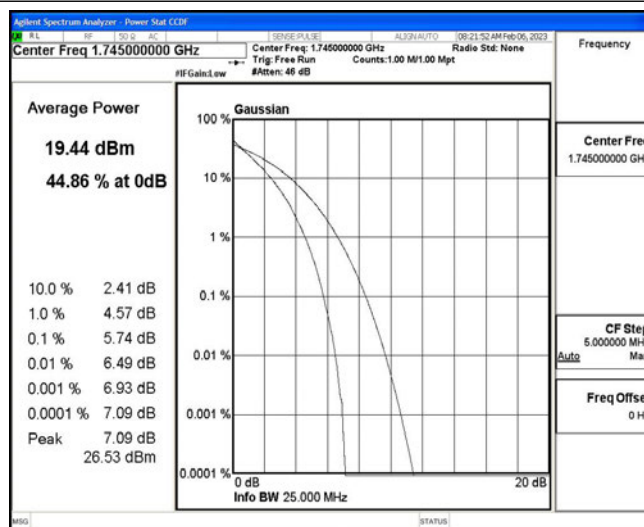 Agilent Spectrum Analyzer - Power Stat CCDF
RL RF 50 Ω AC SENSE:PULSE ALIGN AUTO 08:21:52 AM Feb 06, 2023
Center Freq 1.745000000 GHz
Center Freq: 1.745000000 GHz Radio Std: None
Trig: Free Run Counts:1.00 M/1.00 Mpt
#IFGain:Low #Atten: 46 dB
Frequency
Average Power
19.44 dBm
44.86 % at 0dB
10.0 % 2.41 dB
1.0 % 4.57 dB
0.1 % 5.74 dB
0.01 % 6.49 dB
0.001 % 6.93 dB
0.0001 % 7.09 dB
Peak 7.09 dB
26.53 dBm
Gaussian
100 %
10 %
1 %
0.1 %
0.01 %
0.001 %
0.0001 %
0 dB 20 dB
Info BW 25.000 MHz
Center Fre
1.745000000 GH
CF Step
5.000000 MH
Auto Ma
Freq Offse
0 H
MSG STATUS